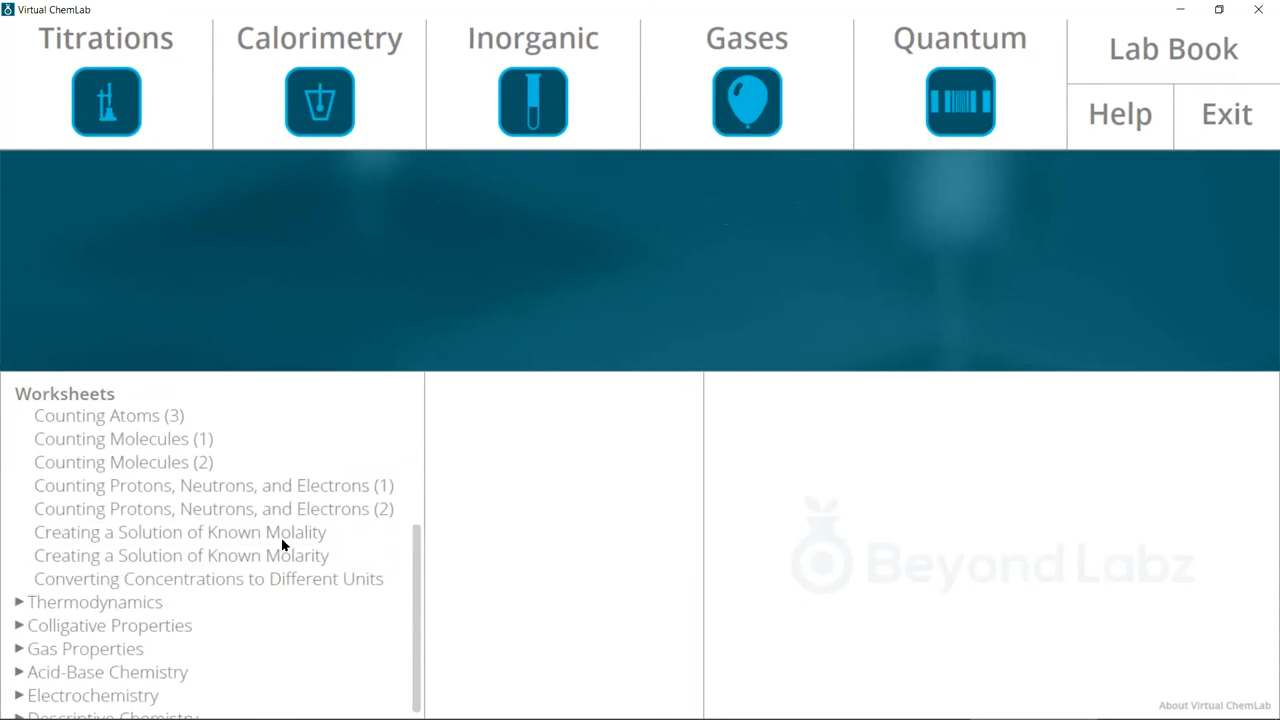 Virtual ChemLab
Titrations
Calorimetry
Inorganic
Gases
Quantum
Lab Book
Help
Exit
Worksheets
Counting Atoms (3)
Counting Molecules (1)
Counting Molecules (2)
Counting Protons, Neutrons, and Electrons (1)
Counting Protons, Neutrons, and Electrons (2)
Creating a Solution of Known Molality
Creating a Solution of Known Molarity
Converting Concentrations to Different Units
Thermodynamics
Colligative Properties
Gas Properties
Acid-Base Chemistry
Electrochemistry
Descriptive Chemistry
Beyond Labz
About Virtual ChemLab